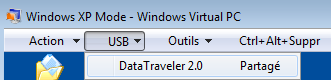 Windows XP Mode - Windows Virtual PC
Action USB Outils Ctrl+Alt+Suppr
DataTraveler 2.0 Partagé